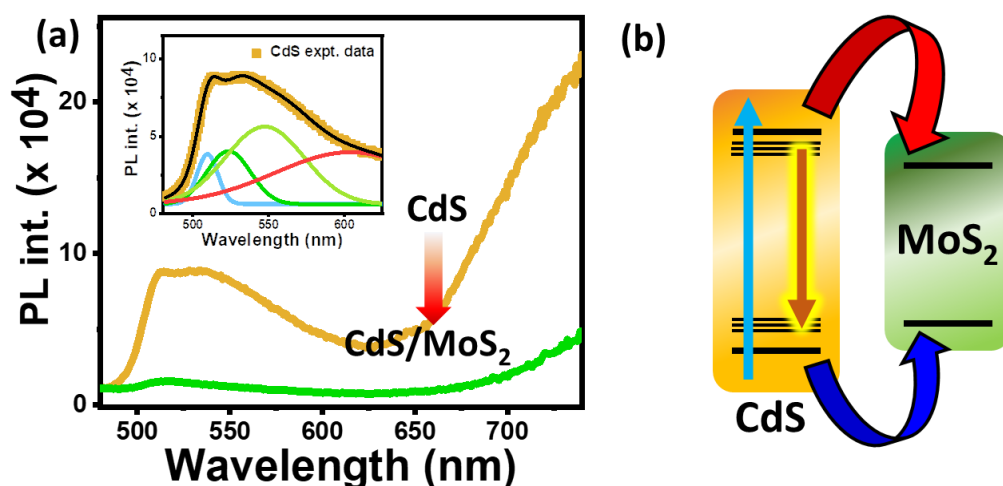 (a)
PL int. (x 10⁴)
20
10
0
500
550
600
650
700
Wavelength (nm)
CdS
CdS/MoS₂
CdS expt. data
PL int. (x 10⁴)
10
5
0
500
550
600
Wavelength (nm)
(b)
MoS₂
CdS